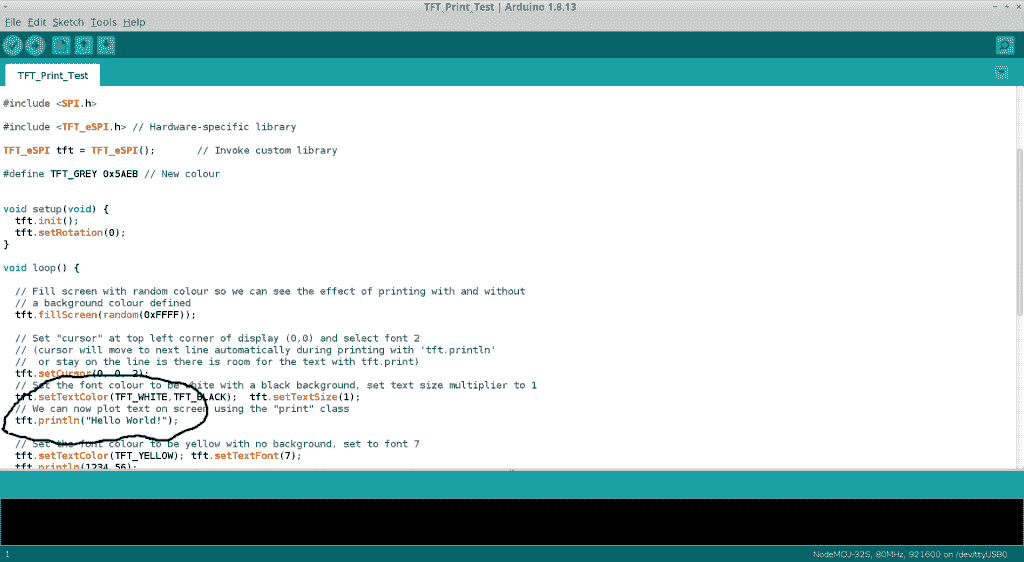 TFT_Print_Test | Arduino 1.8.13
File Edit Sketch Tools Help
TFT_Print_Test
#include <SPI.h>
#include <TFT_eSPI.h> // Hardware-specific library
TFT_eSPI tft = TFT_eSPI(); // Invoke custom library
#define TFT_GREY 0x5AEB // New colour
void setup(void) {
tft.init();
tft.setRotation(0);
}
void loop() {
// Fill screen with random colour so we can see the effect of printing with and without
// a background colour defined
tft.fillScreen(random(0xFFFF));
// Set "cursor" at top left corner of display (0,0) and select font 2
// (cursor will move to next line automatically during printing with 'tft.println'
// or stay on the line is there is room for the text with tft.print)
tft.setCursor(0, 0, 2);
// Set the font colour to be white with a black background, set text size multiplier to 1
tft.setTextColor(TFT_WHITE,TFT_BLACK); tft.setTextSize(1);
// We can now plot text on screen using the "print" class
tft.println("Hello World!");
// Set the font colour to be yellow with no background, set to font 7
tft.setTextColor(TFT_YELLOW); tft.setTextFont(7);
tft.println(1234.56);
1
NodeMCU-32S, 80MHz, 921600 on /dev/ttyUSB0